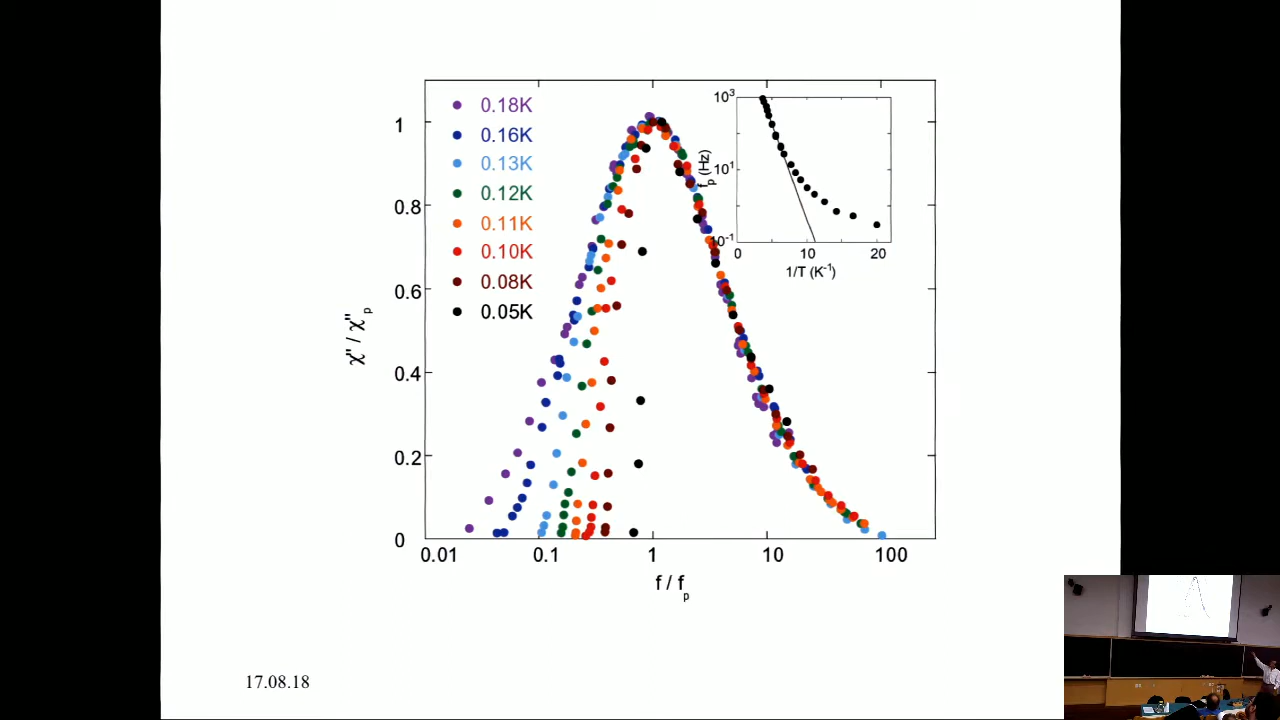 0.18K
0.16K
0.13K
0.12K
0.11K
0.10K
0.08K
0.05K
1
0.8
0.6
0.4
0.2
0
0.01 0.1 1 10 100
f / fp
χ'' / χ''p
10³
10¹
10⁻¹
fp (Hz)
0 10 20
1/T (K⁻¹)
17.08.18